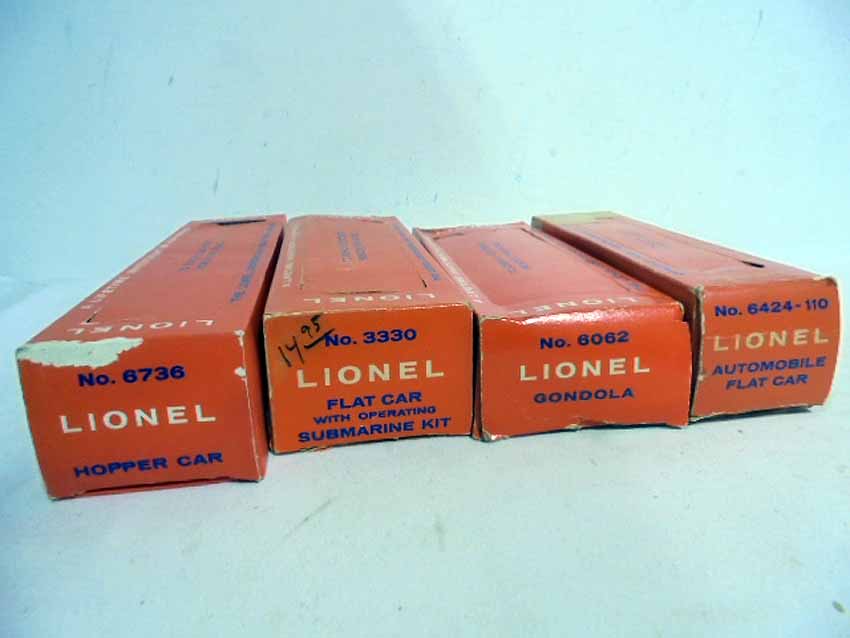 No. 6736
LIONEL
HOPPER CAR
LIONEL
14 95
No. 3330
LIONEL
FLAT CAR
WITH OPERATING
SUBMARINE KIT
LIONEL
No. 6062
LIONEL
GONDOLA
LIONEL
No. 6424-110
LIONEL
AUTOMOBILE
FLAT CAR